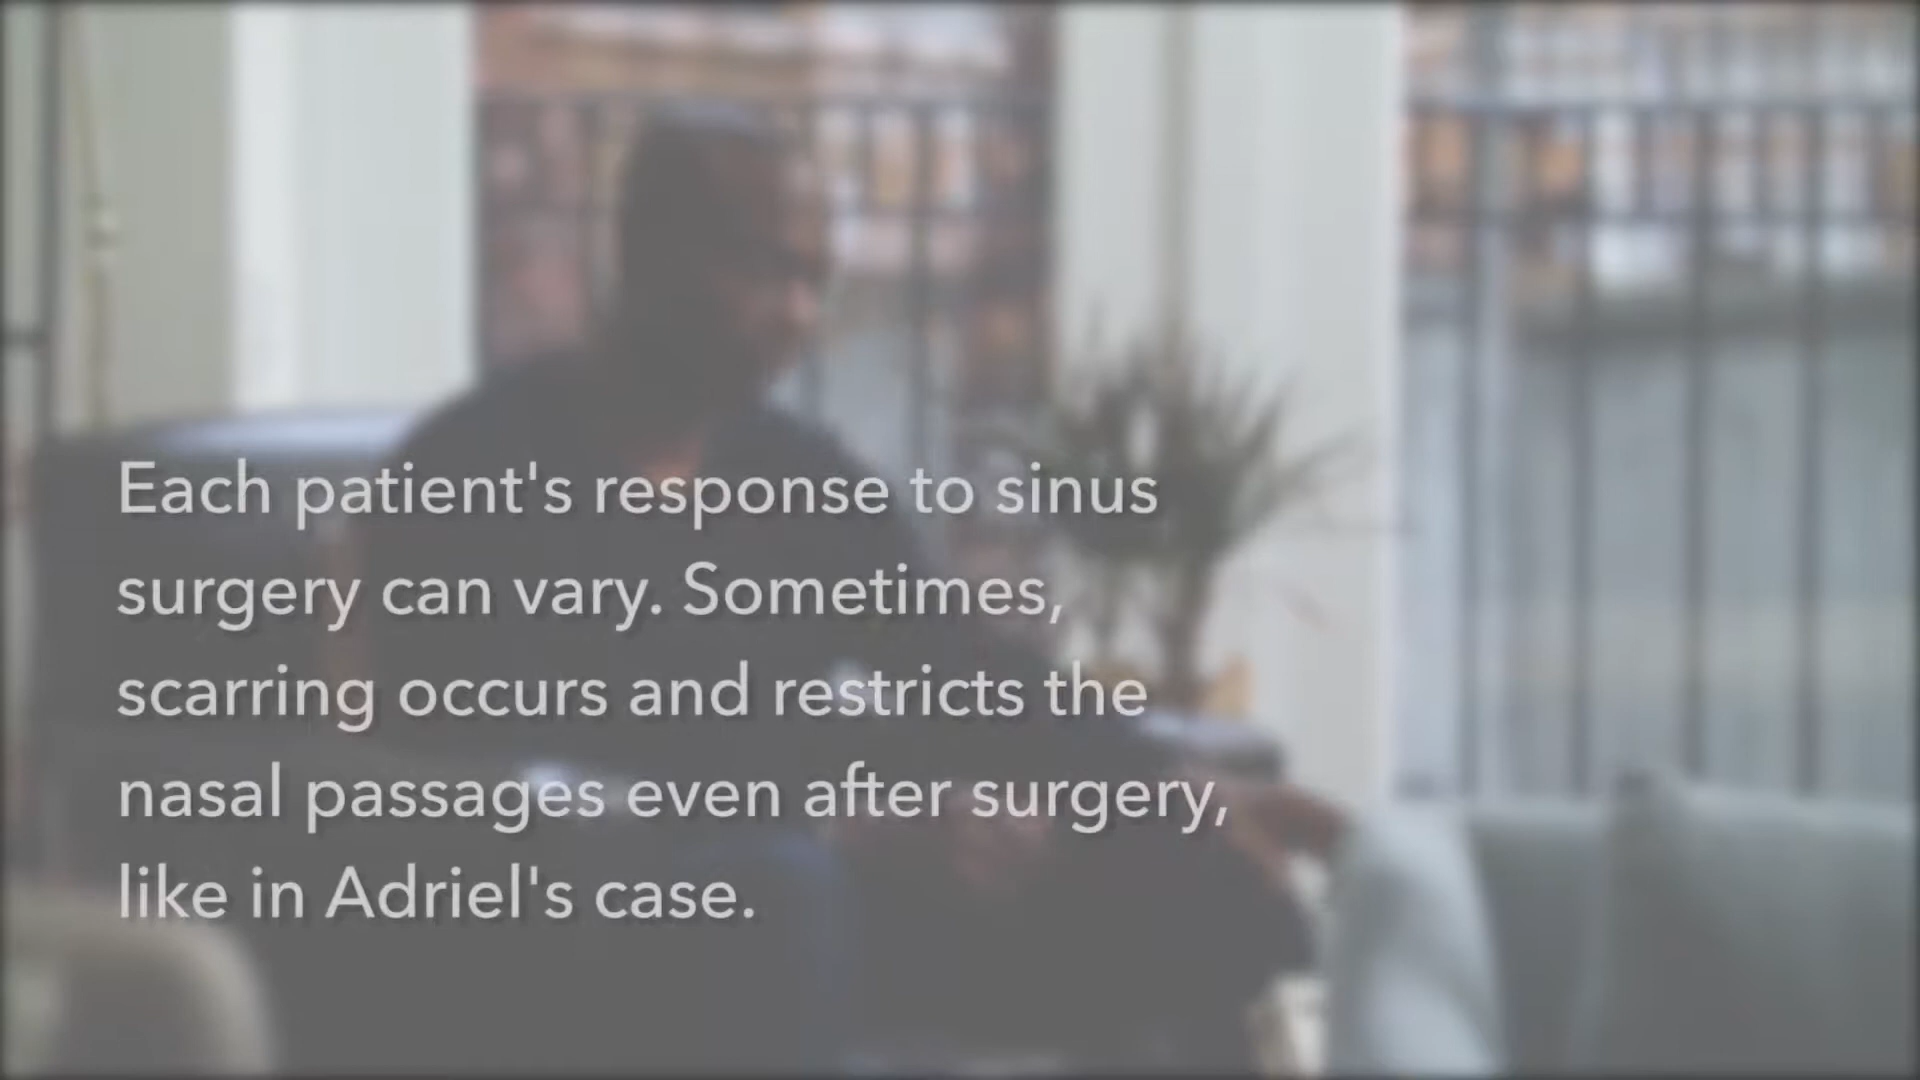 Each patient's response to sinus
surgery can vary. Sometimes,
scarring occurs and restricts the
nasal passages even after surgery,
like in Adriel's case.